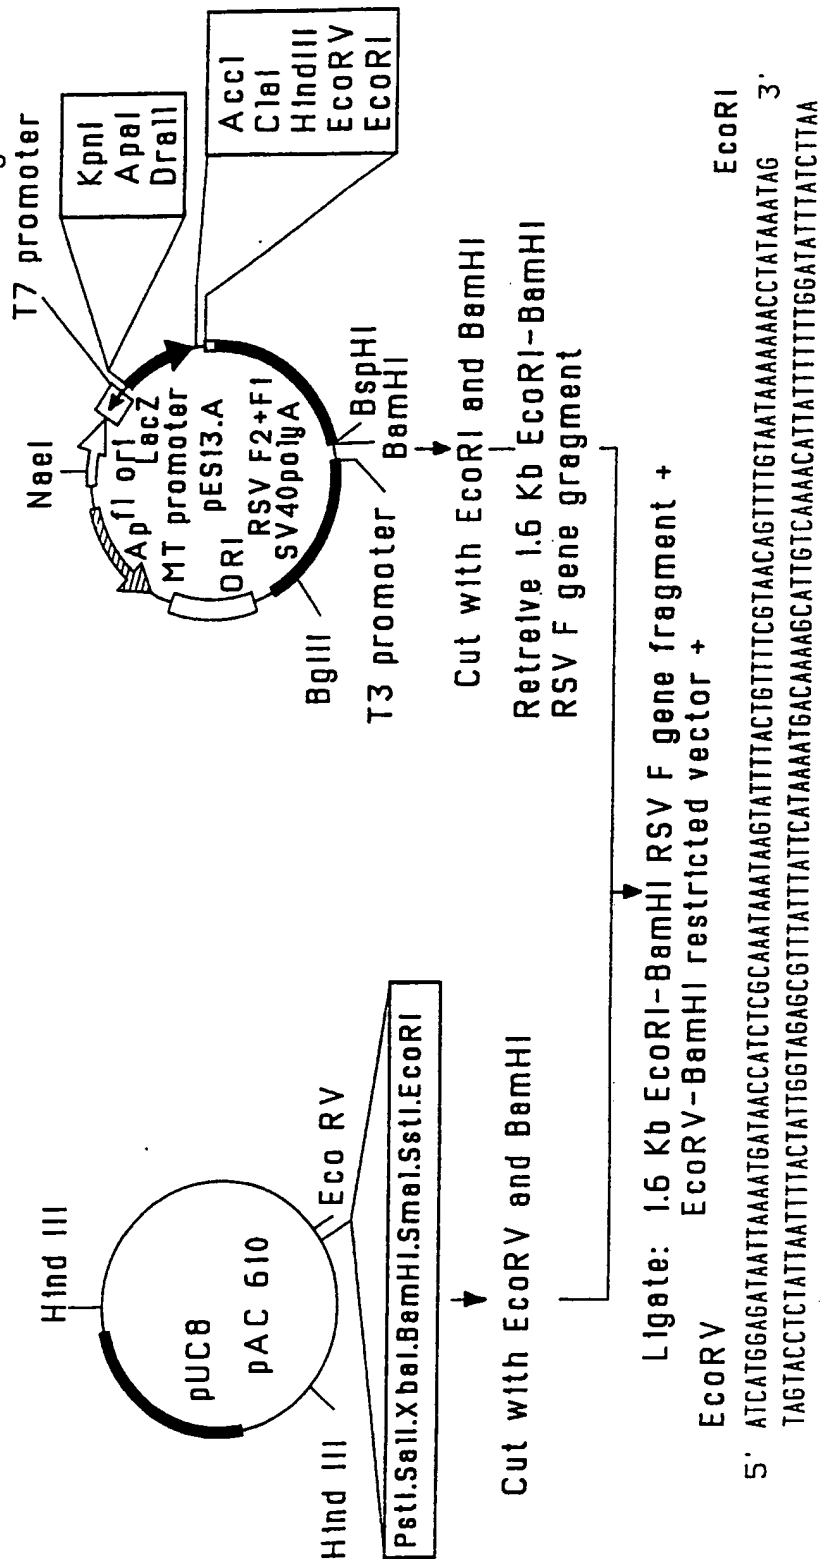 Hind III
pUC8
pAC 610
Eco RV
Hind III
PstI.SalI.XbaI.BamHI.SmaI.SstI.EcoRI
Cut with EcoRV and BamHI
T7 promoter
KpnI
ApaI
DraII
NaeI
Ap
f1 ori
LacZ
MT promoter
pES13.A
ORI
RSV F2+F1
SV40polyA
AccI
ClaI
HindIII
EcoRV
EcoRI
BspHI
BamHI
BglII
T3 promoter
Cut with EcoRI and BamHI
Retreive 1.6 Kb EcoRI-BamHI
RSV F gene gragment
Ligate: 1.6 Kb EcoRI-BamHI RSV F gene fragment +
EcoRV-BamHI restricted vector +
EcoRV
EcoRI
5' ATCATGGAGATAATTAAAATGATAACCATCTCGCAAATAAATAAGTATTTTACTGTTTTCGTAACAGTTTTGTAATAAAAAAACCTATAAATAG 3'
TAGTACCTCTATTAATTTTACTATTGGTAGAGCGTTTATTTATTCATAAAATGACAAAAGCATTGTCAAAACATTATTTTTTTGGATATTTATCTTAA